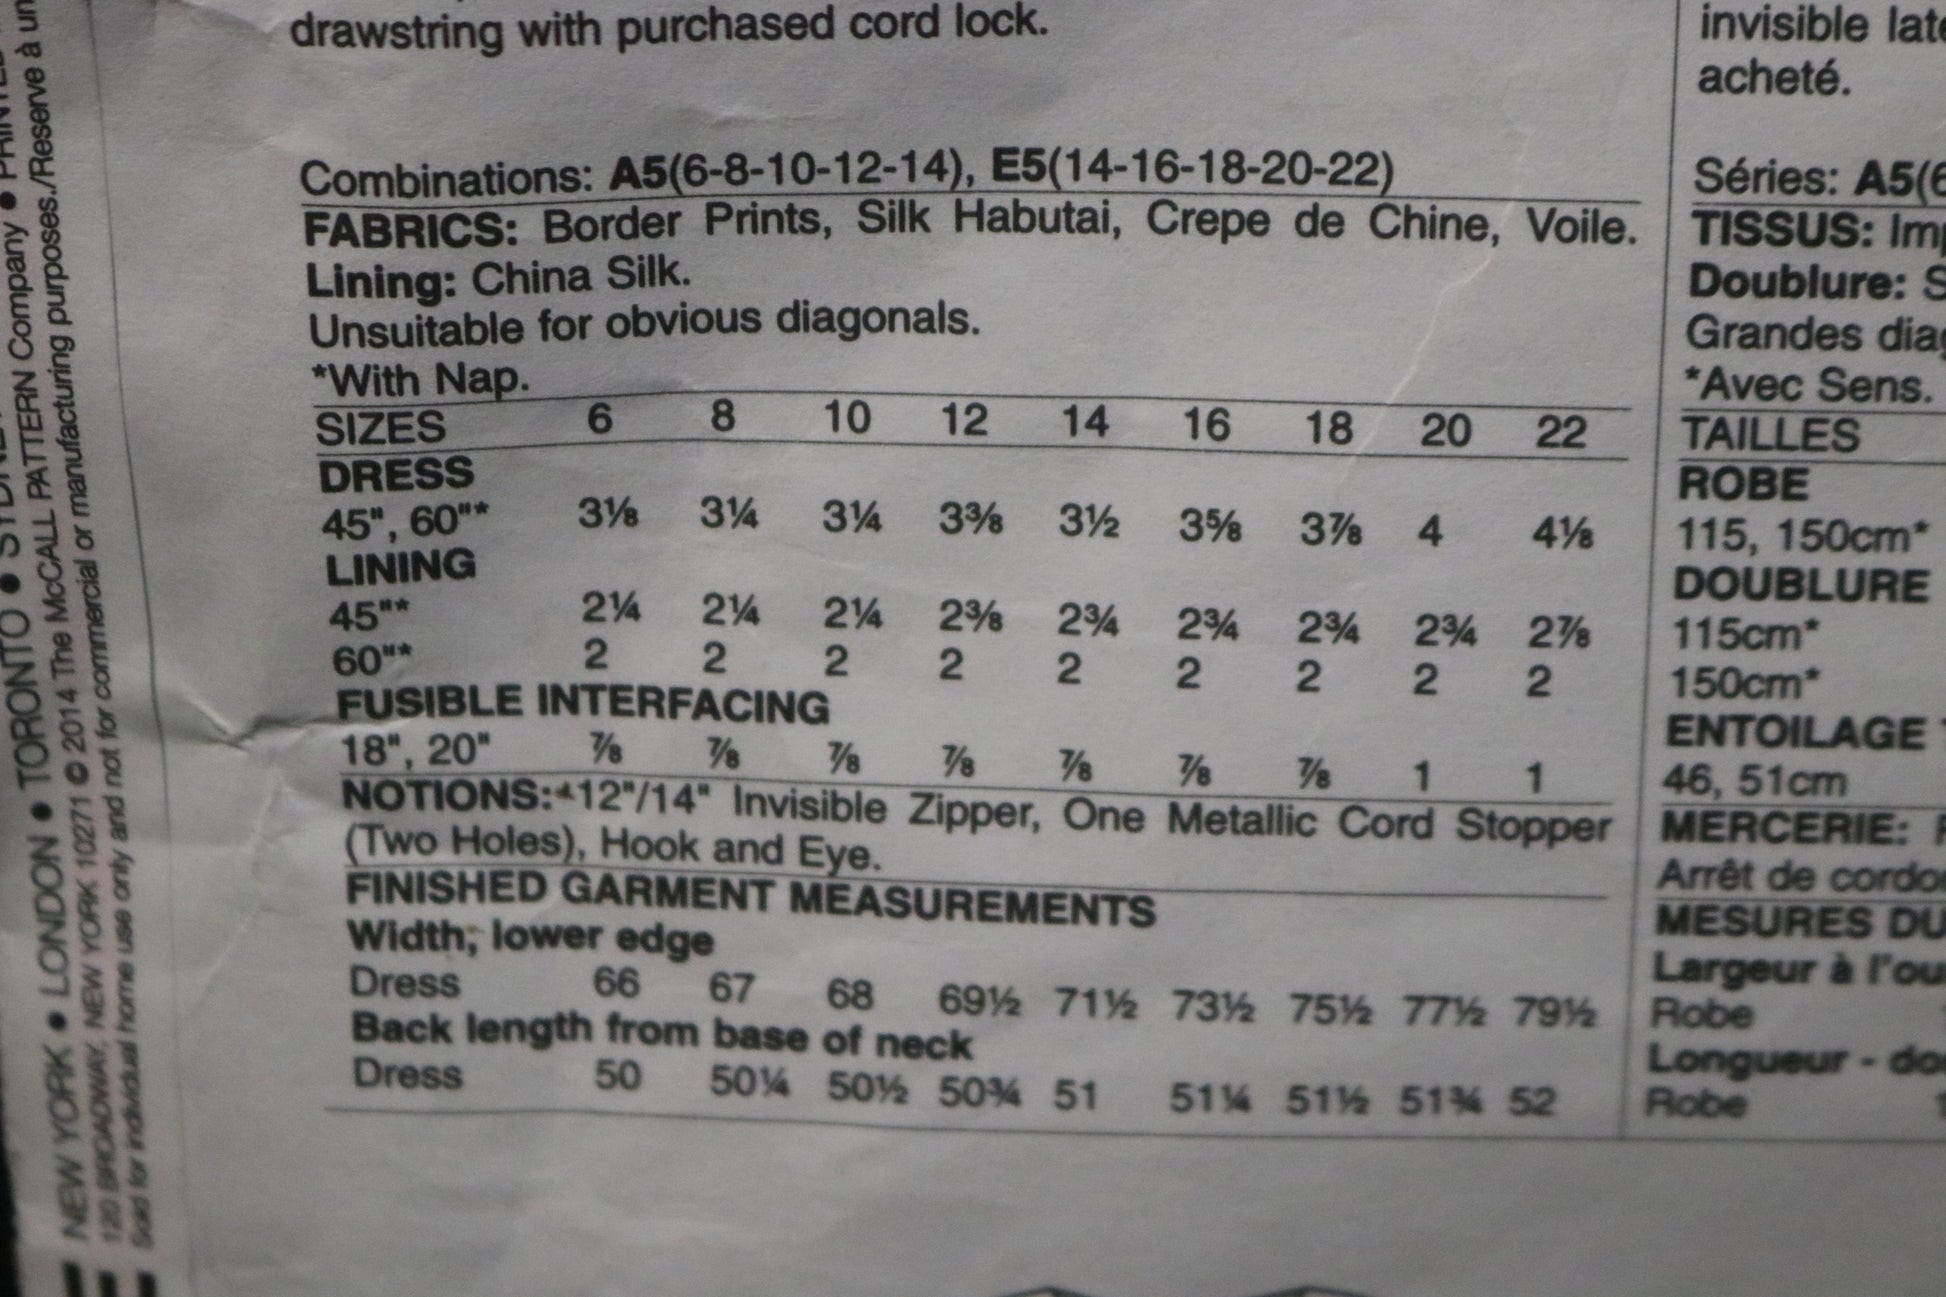 drawstring with purchased cord lock.
Combinations: A5(6-8-10-12-14), E5(14-16-18-20-22)
FABRICS: Border Prints, Silk Habutai, Crepe de Chine, Voile.
Lining: China Silk.
Unsuitable for obvious diagonals.
*With Nap.
SIZES 6 8 10 12 14 16 18 20 22
DRESS
45", 60"* 3⅛ 3¼ 3¼ 3⅜ 3½ 3⅝ 3⅞ 4 4⅛
LINING
45"* 2¼ 2¼ 2¼ 2⅜ 2¾ 2¾ 2¾ 2¾ 2⅞
60"* 2 2 2 2 2 2 2 2 2
FUSIBLE INTERFACING
18", 20" ⅞ ⅞ ⅞ ⅞ ⅞ ⅞ ⅞ 1 1
NOTIONS: 12"/14" Invisible Zipper, One Metallic Cord Stopper
(Two Holes), Hook and Eye.
FINISHED GARMENT MEASUREMENTS
Width, lower edge
Dress 66 67 68 69½ 71½ 73½ 75½ 77½ 79½
Back length from base of neck
Dress 50 50¼ 50½ 50¾ 51 51¼ 51½ 51¾ 52
invisible
acheté.
Séries: A5(6
TISSUS:
Doublure:
Grandes
*Avec Sens.
TAILLES
ROBE
115, 150cm*
DOUBLURE
115cm*
150cm*
ENTOILAGE
46, 51cm
MERCERIE:
Arrêt de
MESURES DU
Largeur à
Robe
Longueur -
Robe
NEW YORK • LONDON • TORONTO •
120 BROADWAY, NEW YORK, NEW YORK 10271 © 2014 The McCALL PATTERN Company •
Sold for individual home use only and not for commercial or manufacturing purposes./Reserve à un